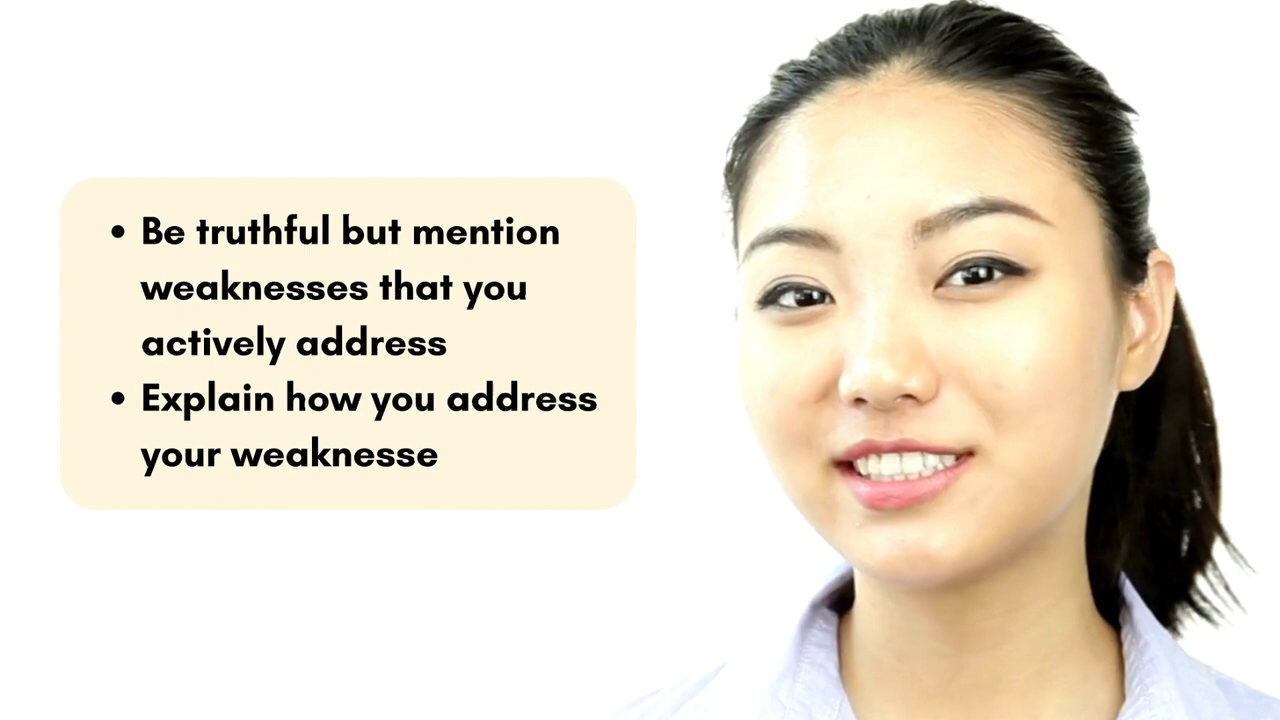 • Be truthful but mention
weaknesses that you
actively address
• Explain how you address
your weaknesse